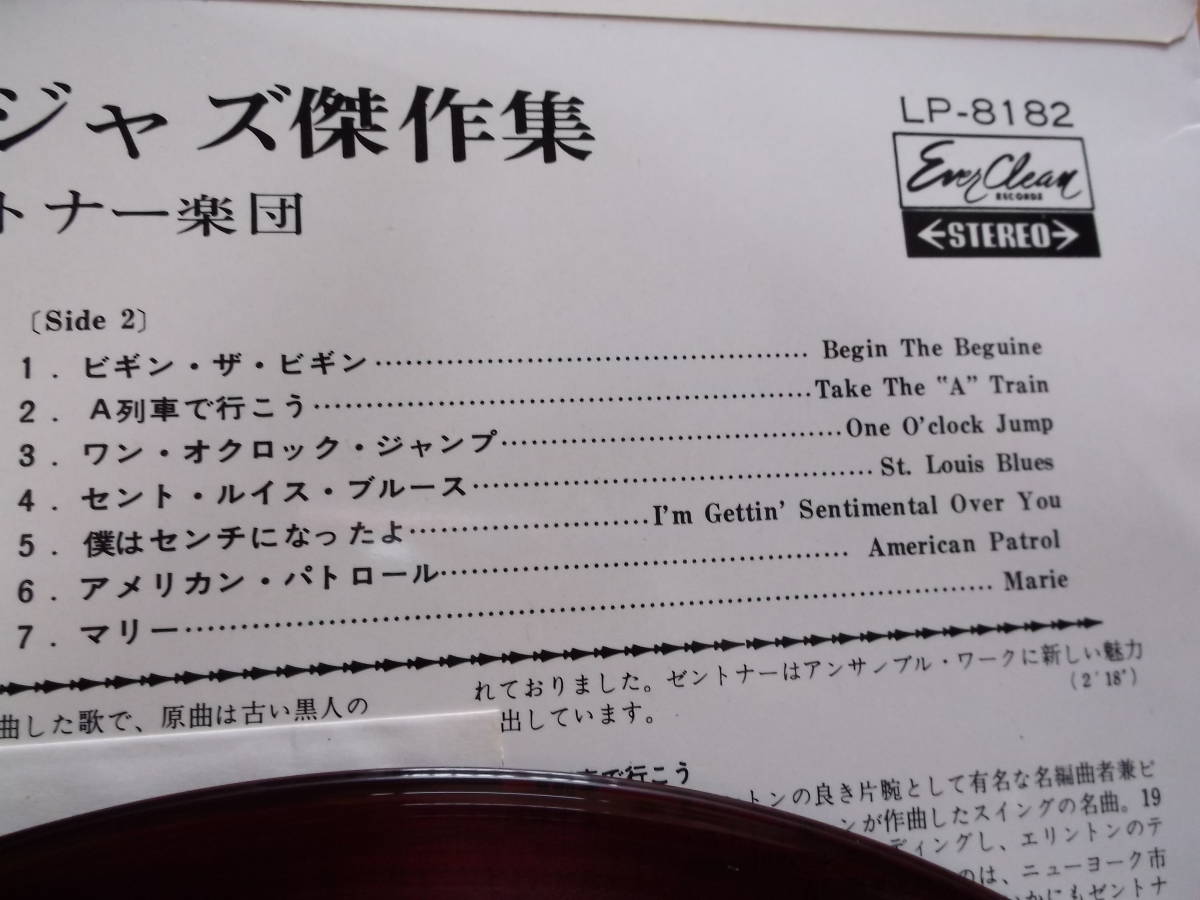 ジャズ傑作集
トナー楽団
LP-8182
Ever Clean
RECORDS
STEREO
〔Side 2〕
1. ビギン・ザ・ビギン………………………………………… Begin The Beguine
2. A列車で行こう………………………………………………Take The "A" Train
3. ワン・オクロック・ジャンプ………………………………One O'clock Jump
4. セント・ルイス・ブルース……………………………………St. Louis Blues
5. 僕はセンチになったよ……………………I'm Gettin' Sentimental Over You
6. アメリカン・パトロール……………………………………… American Patrol
7. マリー……………………………………………………………………………… Marie
曲した歌で、原曲は古い黒人の
れておりました。ゼントナーはアンサンブル・ワークに新しい魅力
出しています。
(2'18")
車で行こう
トンの良き片腕として有名な名編曲者兼ピ
ンが作曲したスイングの名曲。19
ディングし、エリントンのテ
のは、ニューヨーク市
いかにもゼントナ